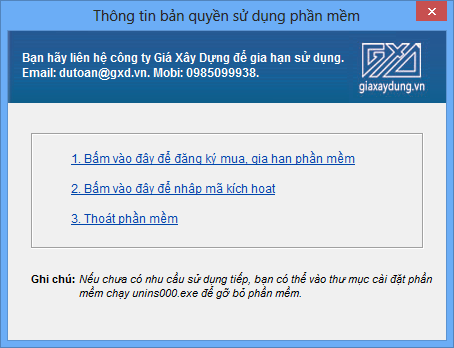 Thông tin bản quyền sử dụng phần mềm
Bạn hãy liên hệ công ty Giá Xây Dựng để gia hạn sử dụng.
Email: dutoan@gxd.vn. Mobi: 0985099938.
GXD
giaxaydung.vn
1. Bấm vào đây để đăng ký mua, gia hạn phần mềm
2. Bấm vào đây để nhập mã kích hoạt
3. Thoát phần mềm
Ghi chú: Nếu chưa có nhu cầu sử dụng tiếp, bạn có thể vào thư mục cài đặt phần
mềm chạy unins000.exe để gỡ bỏ phần mềm.